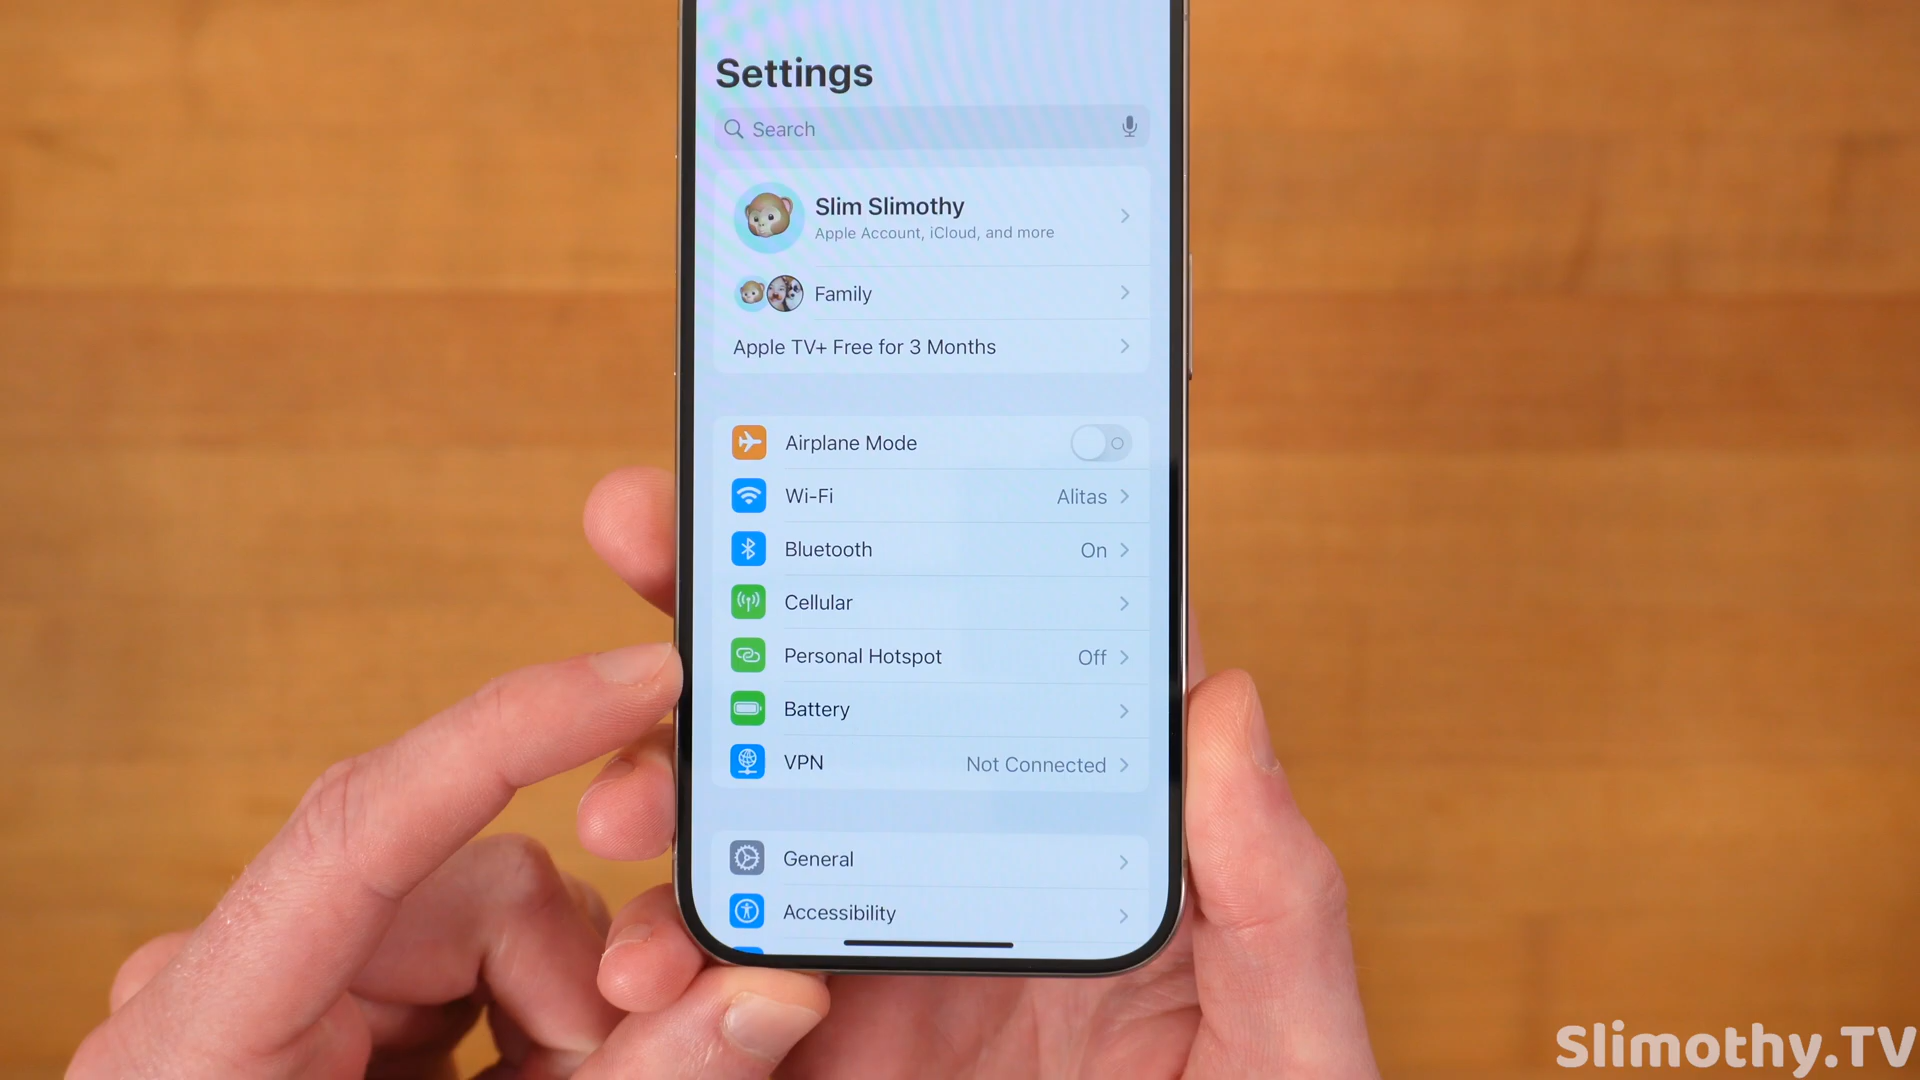 Settings
Search
Slim Slimothy
Apple Account, iCloud, and more
Family
Apple TV+ Free for 3 Months
Airplane Mode
Wi-Fi Alitas
Bluetooth On
Cellular
Personal Hotspot Off
Battery
VPN Not Connected
General
Accessibility
Slimothy.TV